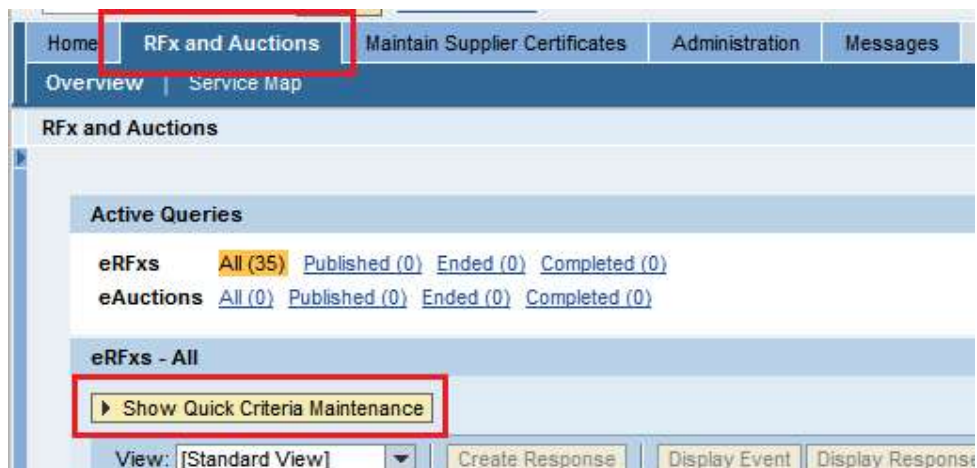 Home RFx and Auctions Maintain Supplier Certificates Administration Messages
Overview | Service Map
RFx and Auctions
Active Queries
eRFxs All (35) Published (0) Ended (0) Completed (0)
eAuctions All (0) Published (0) Ended (0) Completed (0)
eRFxs - All
Show Quick Criteria Maintenance
View: [Standard View] Create Response Display Event Display Response